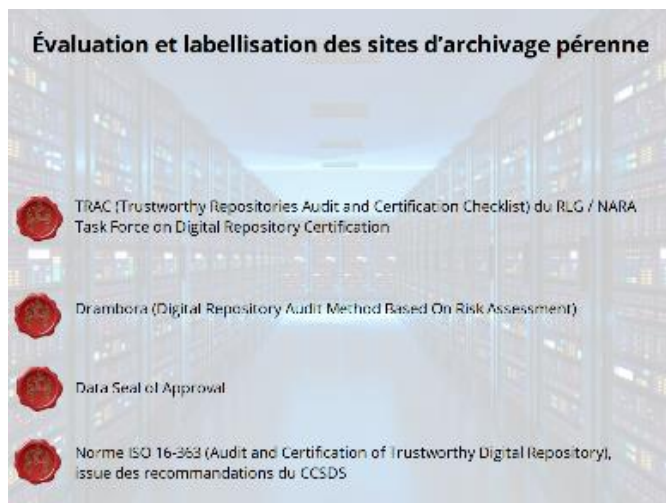 Évaluation et labellisation des sites d'archivage pérenne
TRAC (Trustworthy Repositories Audit and Certification Checklist) du RLG / NARA
Task Force on Digital Repository Certification
Drambora (Digital Repository Audit Method Based On Risk Assessment)
Data Seal of Approval
Norme ISO 16-363 (Audit and Certification of Trustworthy Digital Repository),
issue des recommandations du CCSDS